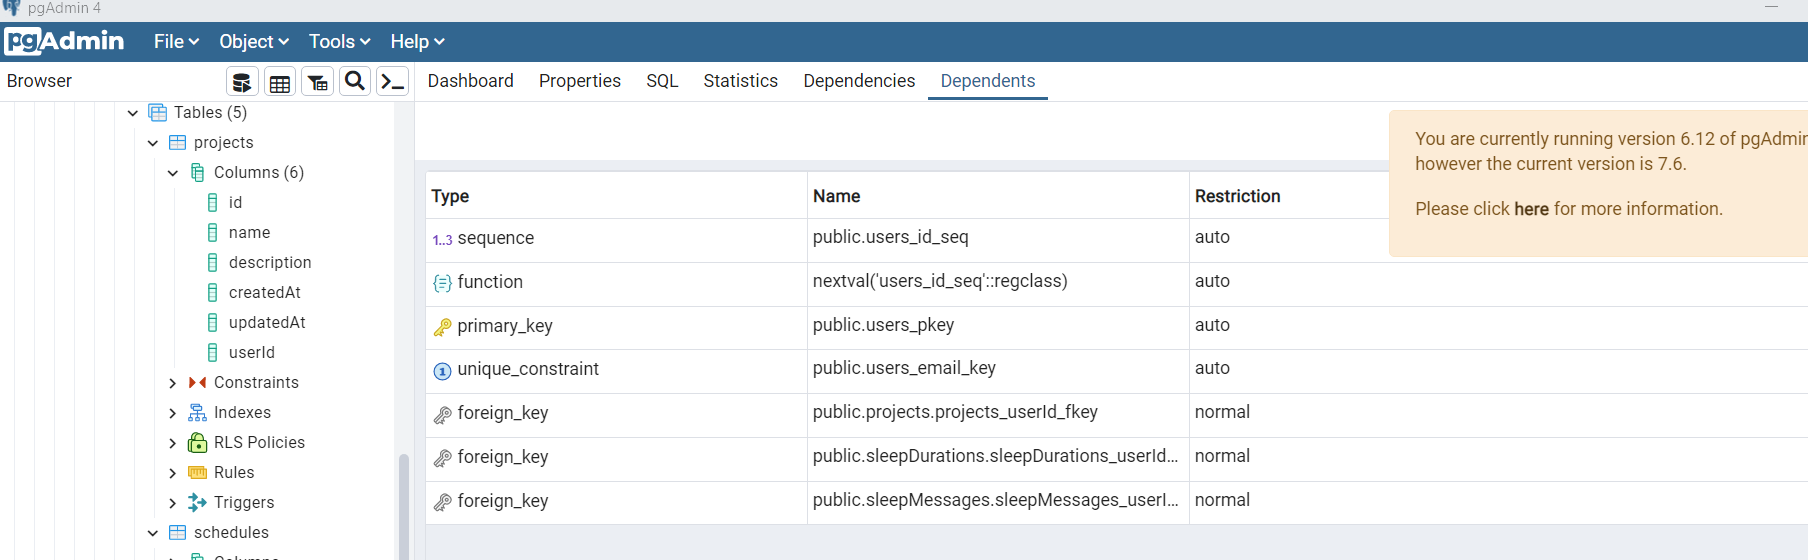 pgAdmin 4
pgAdmin File Object Tools Help
Browser
Dashboard Properties SQL Statistics Dependencies Dependents
Tables (5)
projects
Columns (6)
id
name
description
createdAt
updatedAt
userId
Constraints
Indexes
RLS Policies
Rules
Triggers
schedules
Type Name Restriction
1..3 sequence public.users_id_seq auto
function nextval('users_id_seq'::regclass) auto
primary_key public.users_pkey auto
1 unique_constraint public.users_email_key auto
foreign_key public.projects.projects_userId_fkey normal
foreign_key public.sleepDurations.sleepDurations_userId... normal
foreign_key public.sleepMessages.sleepMessages_userI... normal
You are currently running version 6.12 of pgAdmin
however the current version is 7.6.
Please click here for more information.